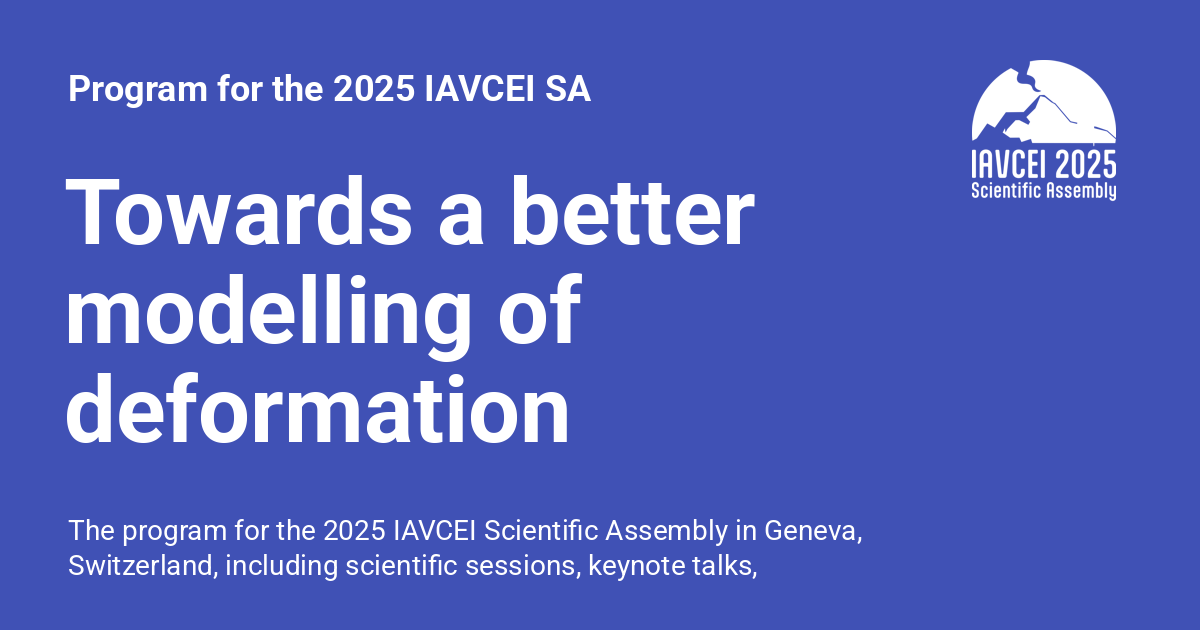 Program for the 2025 IAVCEI SA
IAVCEI 2025
Scientific Assembly
Towards a better
modelling of
deformation
The program for the 2025 IAVCEI Scientific Assembly in Geneva,
Switzerland, including scientific sessions, keynote talks,